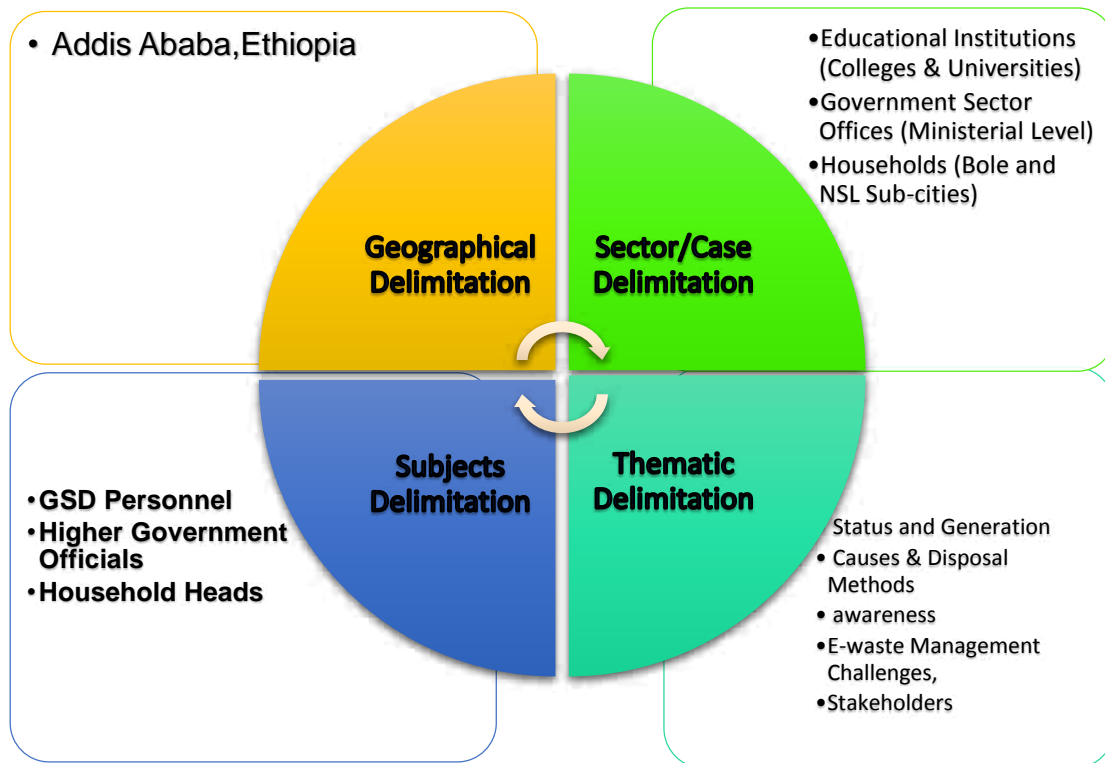 • Addis Ababa,Ethiopia
•Educational Institutions
(Colleges & Universities)
•Government Sector
Offices (Ministerial Level)
•Households (Bole and
NSL Sub-cities)
Geographical
Delimitation
Sector/Case
Delimitation
Subjects
Delimitation
Thematic
Delimitation
•GSD Personnel
•Higher Government
Officials
•Household Heads
Status and Generation
• Causes & Disposal
Methods
• awareness
•E-waste Management
Challenges,
•Stakeholders